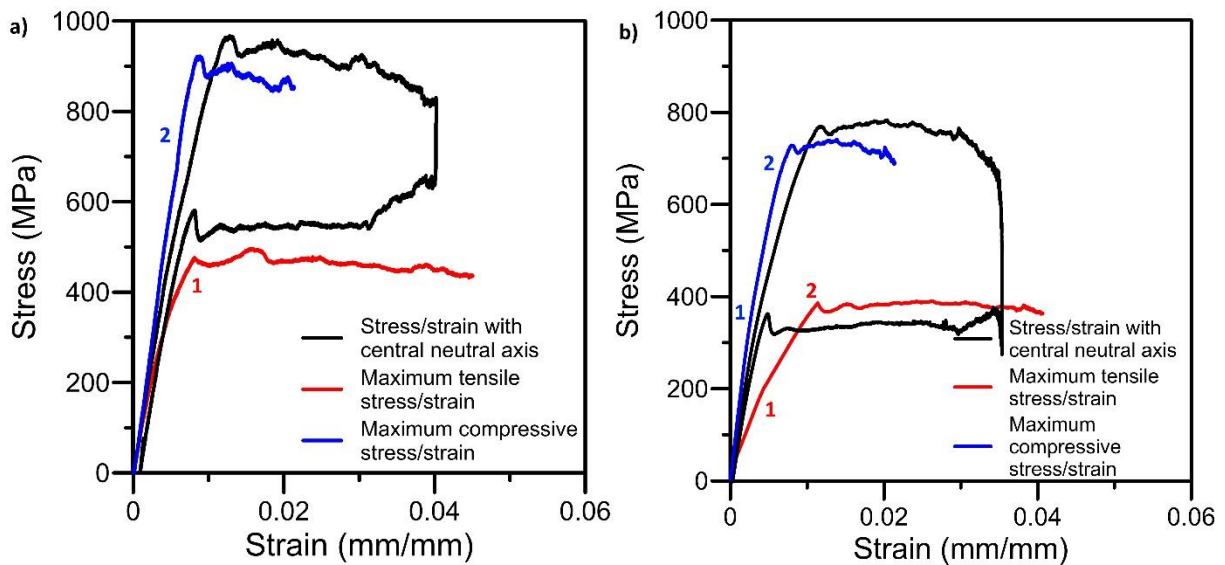 a)
1000
800
600
400
200
0
Stress (MPa)
2
1
Stress/strain with
central neutral axis
Maximum tensile
stress/strain
Maximum compressive
stress/strain
0
0.02
0.04
0.06
Strain (mm/mm)
b)
1000
800
600
400
200
0
Stress (MPa)
2
1
2
1
Stress/strain with
central neutral axis
Maximum tensile
stress/strain
Maximum
compressive
stress/strain
0
0.02
0.04
0.06
Strain (mm/mm)